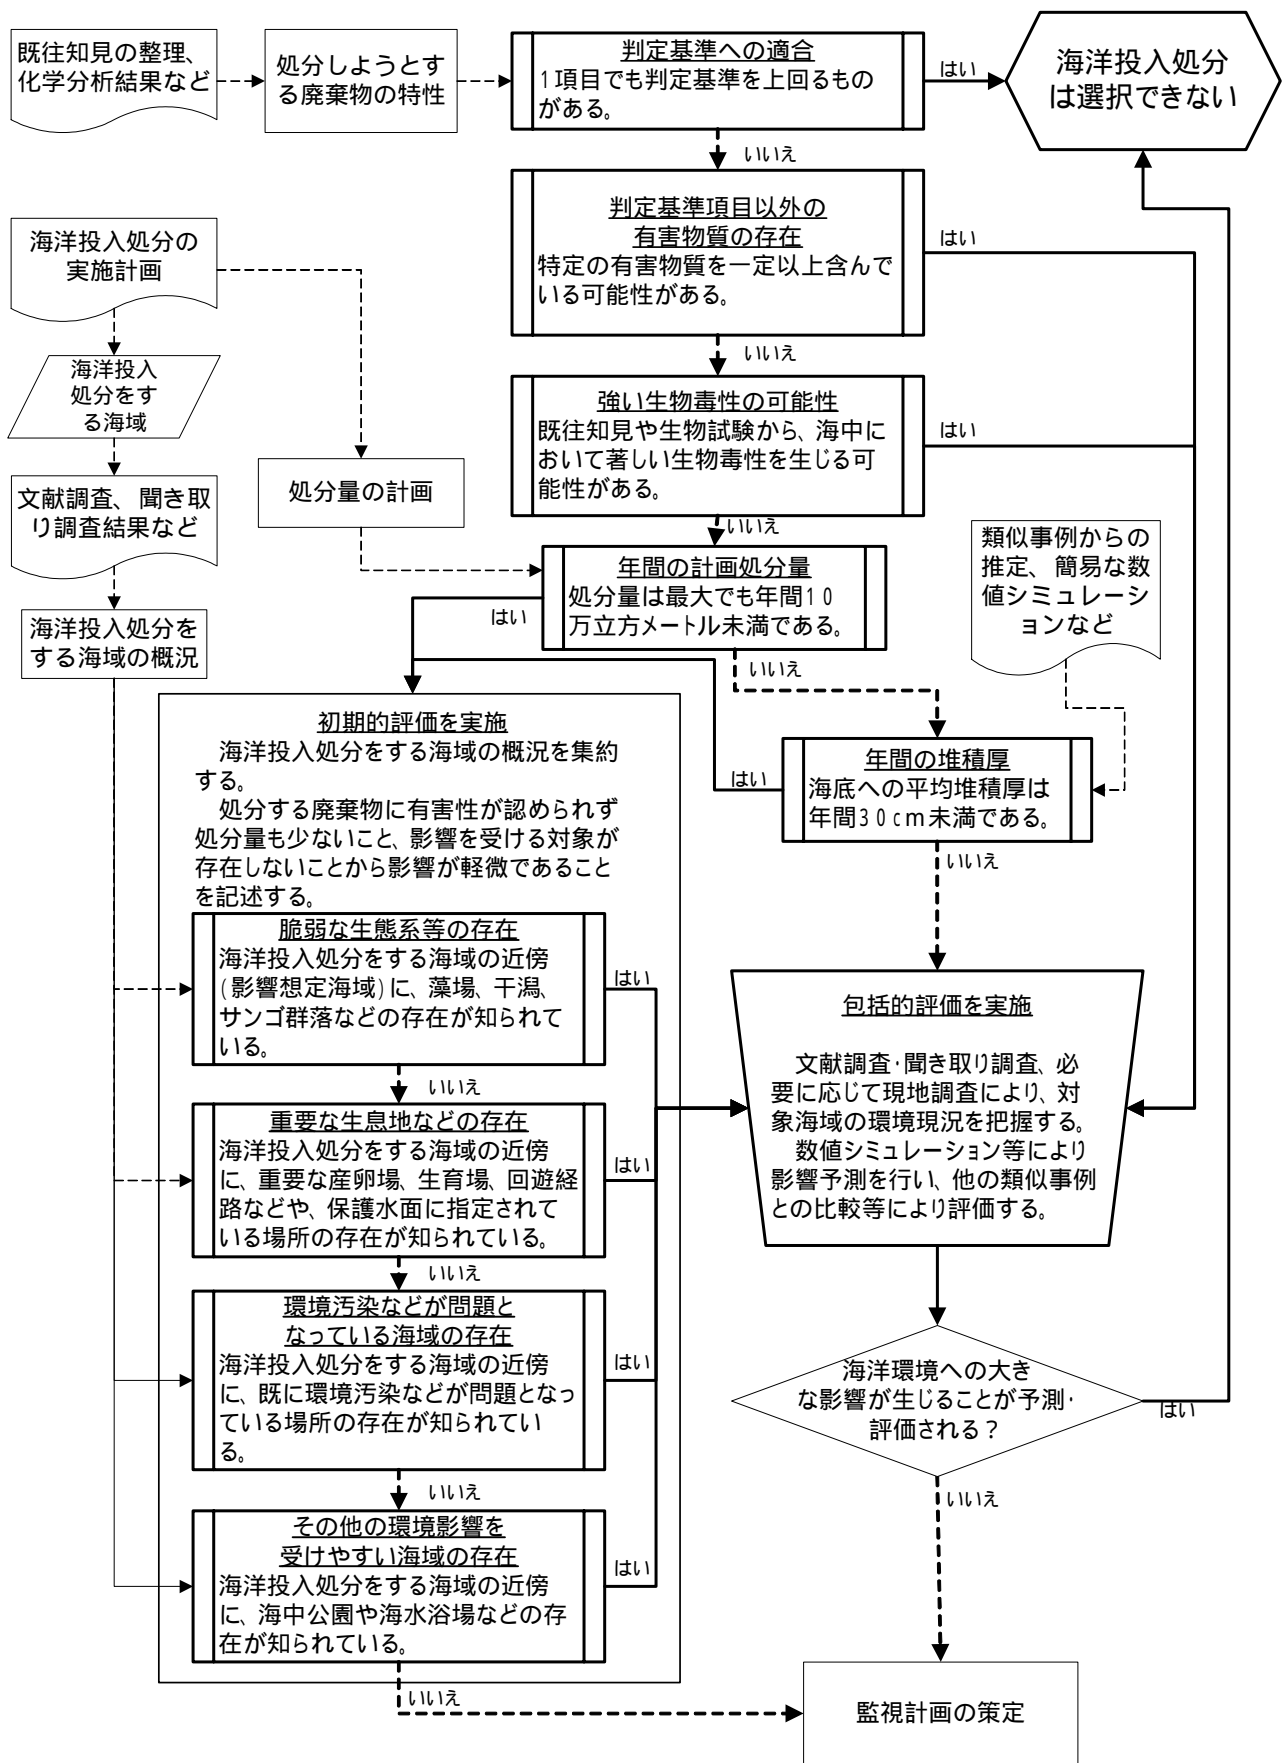 既往知見の整理、
化学分析結果など
処分しようとす
る廃棄物の特性
判定基準への適合
1項目でも判定基準を上回るもの
がある。
はい
海洋投入処分
は選択できない
いいえ
判定基準項目以外の
有害物質の存在
特定の有害物質を一定以上含んで
いる可能性がある。
はい
いいえ
海洋投入処分の
実施計画
海洋投入
処分をす
る海域
文献調査、聞き取
り調査結果など
海洋投入処分を
する海域の概況
処分量の計画
強い生物毒性の可能性
既往知見や生物試験から、海中に
おいて著しい生物毒性を生じる可
能性がある。
はい
いいえ
年間の計画処分量
処分量は最大でも年間10
万立方メートル未満である。
はい
いいえ
類似事例からの
推定、簡易な数
値シミュレーシ
ョンなど
年間の堆積厚
海底への平均堆積厚は
年間30cm未満である。
はい
いいえ
初期的評価を実施
海洋投入処分をする海域の概況を集約
する。
処分する廃棄物に有害性が認められず
処分量も少ないこと、影響を受ける対象が
存在しないことから影響が軽微であること
を記述する。
脆弱な生態系等の存在
海洋投入処分をする海域の近傍
(影響想定海域)に、藻場、干潟、
サンゴ群落などの存在が知られて
いる。
はい
いいえ
重要な生息地などの存在
海洋投入処分をする海域の近傍
に、重要な産卵場、生育場、回遊経
路などや、保護水面に指定されて
いる場所の存在が知られている。
はい
いいえ
環境汚染などが問題と
なっている海域の存在
海洋投入処分をする海域の近傍
に、既に環境汚染などが問題となっ
ている場所の存在が知られてい
る。
はい
いいえ
その他の環境影響を
受けやすい海域の存在
海洋投入処分をする海域の近傍
に、海中公園や海水浴場などの存
在が知られている。
はい
いいえ
包括的評価を実施
文献調査・聞き取り調査、必
要に応じて現地調査により、対
象海域の環境現況を把握する。
数値シミュレーション等により
影響予測を行い、他の類似事例
との比較等により評価する。
海洋環境への大き
な影響が生じることが予測・
評価される？
はい
いいえ
監視計画の策定